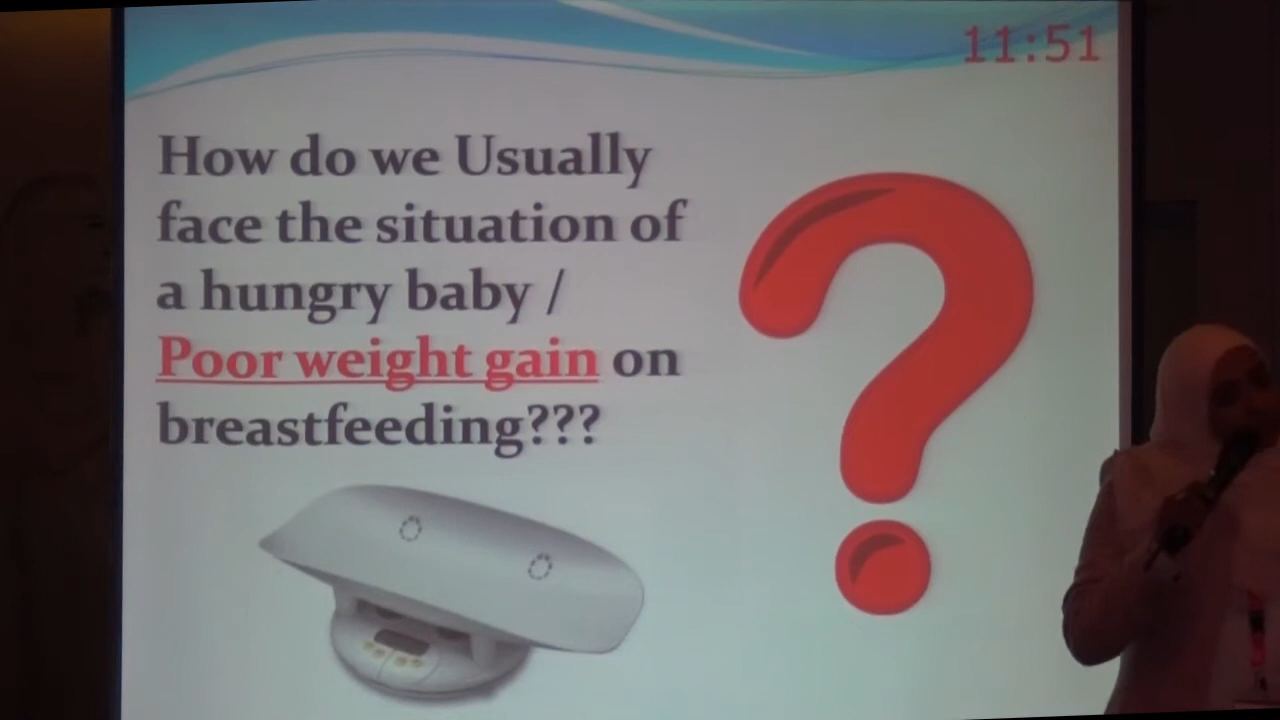 11:51
How do we Usually
face the situation of
a hungry baby /
Poor weight gain on
breastfeeding???